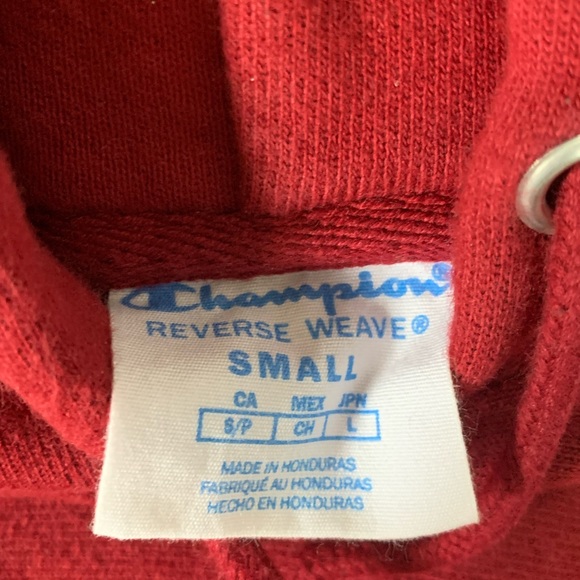 Champion®
REVERSE WEAVE®
SMALL
CA MEX JPN
S/P CH L
MADE IN HONDURAS
FABRIQUÉ AU HONDURAS
HECHO EN HONDURAS